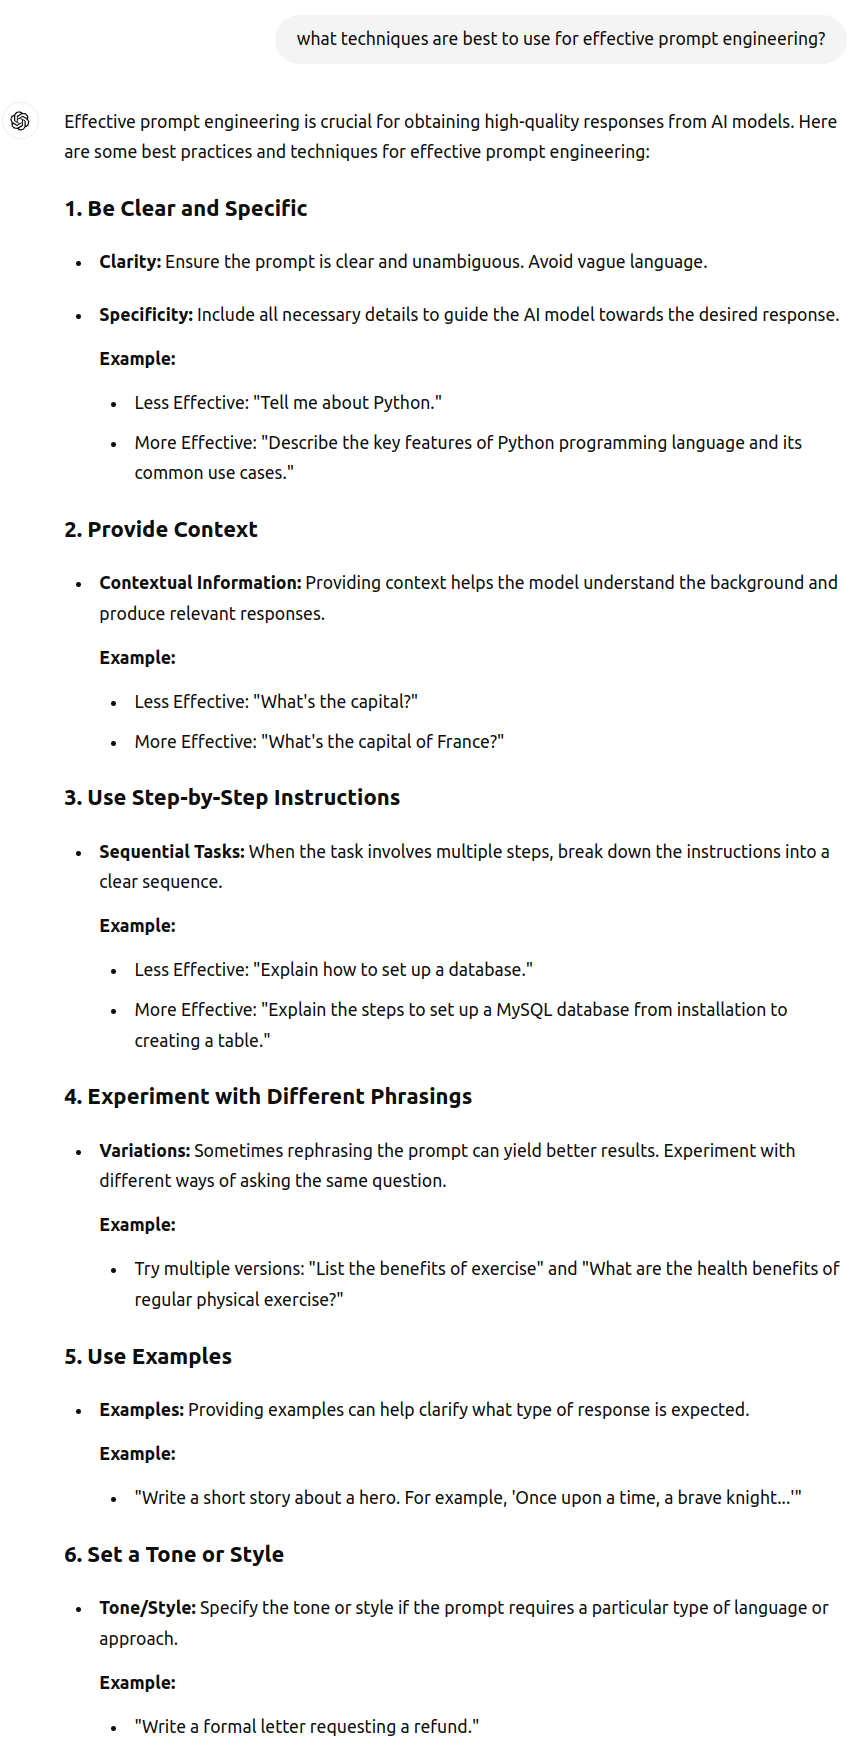 what techniques are best to use for effective prompt engineering?
Effective prompt engineering is crucial for obtaining high-quality responses from AI models. Here
are some best practices and techniques for effective prompt engineering:
1. Be Clear and Specific
• Clarity: Ensure the prompt is clear and unambiguous. Avoid vague language.
• Specificity: Include all necessary details to guide the AI model towards the desired response.
Example:
• Less Effective: "Tell me about Python."
• More Effective: "Describe the key features of Python programming language and its
common use cases."
2. Provide Context
• Contextual Information: Providing context helps the model understand the background and
produce relevant responses.
Example:
• Less Effective: "What's the capital?"
• More Effective: "What's the capital of France?"
3. Use Step-by-Step Instructions
• Sequential Tasks: When the task involves multiple steps, break down the instructions into a
clear sequence.
Example:
• Less Effective: "Explain how to set up a database."
• More Effective: "Explain the steps to set up a MySQL database from installation to
creating a table."
4. Experiment with Different Phrasings
• Variations: Sometimes rephrasing the prompt can yield better results. Experiment with
different ways of asking the same question.
Example:
• Try multiple versions: "List the benefits of exercise" and "What are the health benefits of
regular physical exercise?"
5. Use Examples
• Examples: Providing examples can help clarify what type of response is expected.
Example:
• "Write a short story about a hero. For example, 'Once upon a time, a brave knight...'"
6. Set a Tone or Style
• Tone/Style: Specify the tone or style if the prompt requires a particular type of language or
approach.
Example:
• "Write a formal letter requesting a refund."